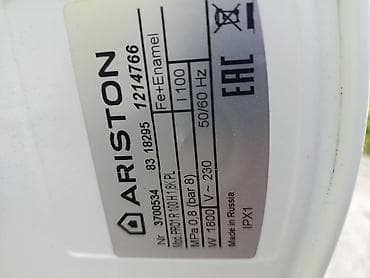 ARISTON
Nr 3700534 83 18295 1214766
Mod. PRO1 R 100 H 1.8K PL Fe+Enamel
MPa 0,8 (bar 8) l 100
W 1800 V~ 230 50/60 Hz
Made in Russia
IPX1
EAC